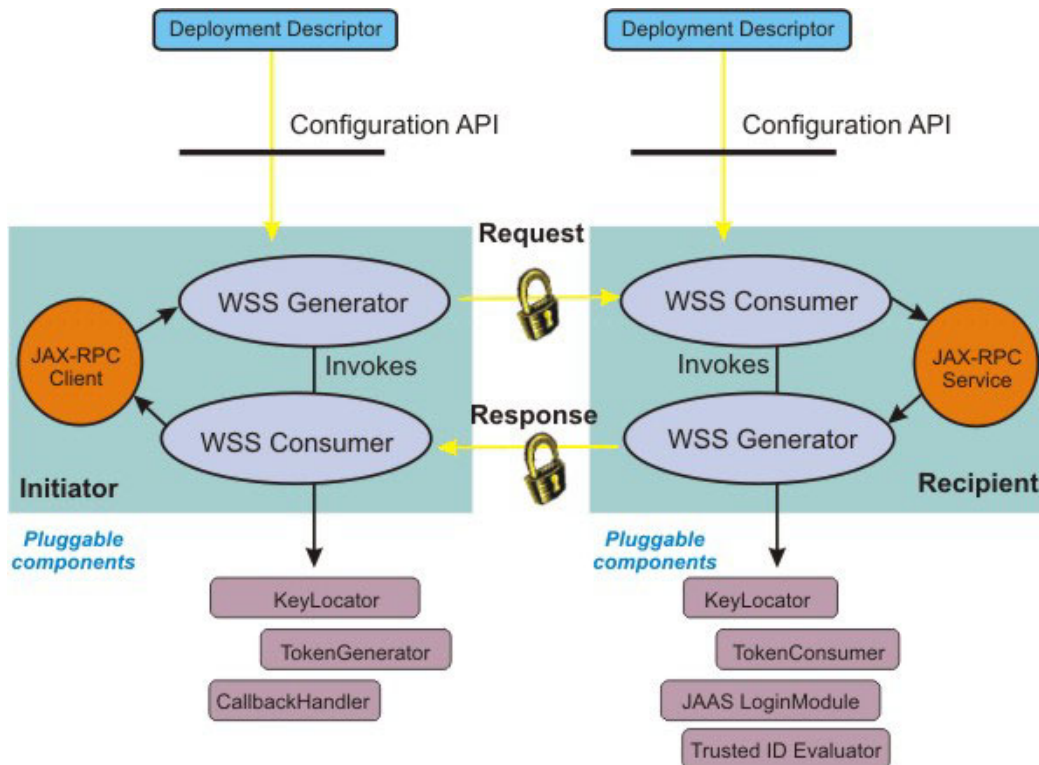 Deployment Descriptor
Deployment Descriptor
Configuration API
Configuration API
Request
WSS Generator
WSS Consumer
JAX-RPC
Client
Invokes
Invokes
JAX-RPC
Service
Response
WSS Consumer
WSS Generator
Initiator
Recipient
Pluggable
components
Pluggable
components
KeyLocator
TokenGenerator
CallbackHandler
KeyLocator
TokenConsumer
JAAS LoginModule
Trusted ID Evaluator